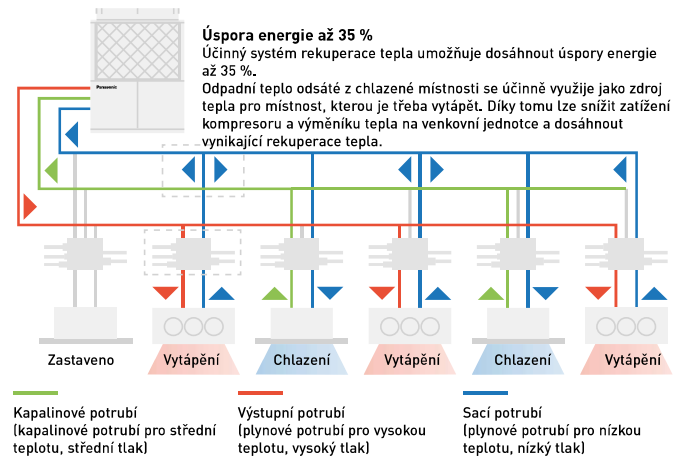 Úspora energie až 35 %
Účinný systém rekuperace tepla umožňuje dosáhnout úspory energie
až 35 %.
Odpadní teplo odsáté z chlazené místnosti se účinně využije jako zdroj
tepla pro místnost, kterou je třeba vytápět. Díky tomu lze snížit zatížení
kompresoru a výměníku tepla na venkovní jednotce a dosáhnout
vynikající rekuperace tepla.
Panasonic
Zastaveno
Vytápění
Chlazení
Vytápění
Chlazení
Vytápění
Kapalinové potrubí
(kapalinové potrubí pro střední
teplotu, střední tlak)
Výstupní potrubí
(plynové potrubí pro vysokou
teplotu, vysoký tlak)
Sací potrubí
(plynové potrubí pro nízkou
teplotu, nízký tlak)